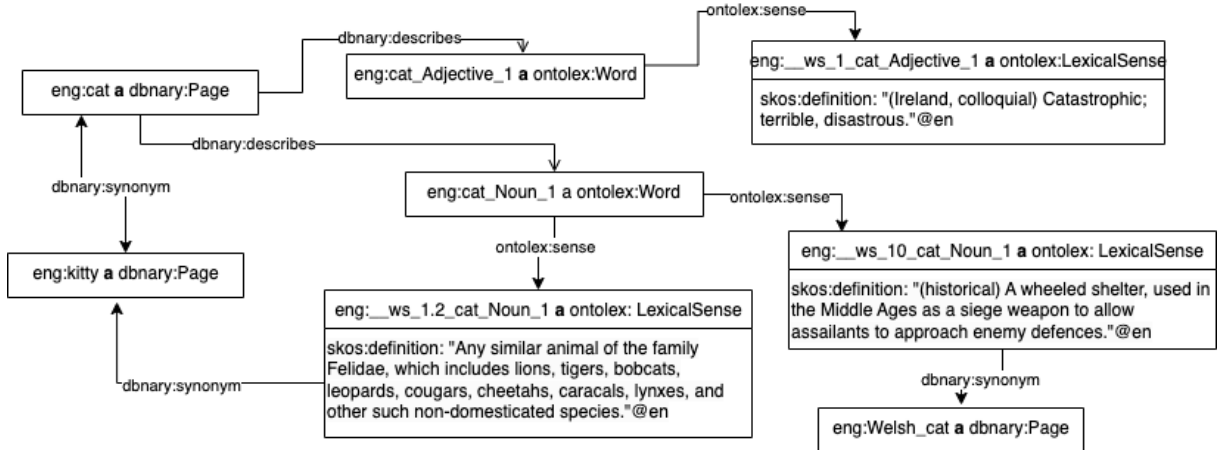 ontolex:sense
dbnary:describes
eng:cat_Adjective_1 a ontolex:Word
eng:__ws_1_cat_Adjective_1 a ontolex:LexicalSense
skos:definition: "(Ireland, colloquial) Catastrophic;
terrible, disastrous."@en
eng:cat a dbnary:Page
dbnary:describes
dbnary:synonym
eng:cat_Noun_1 a ontolex:Word
ontolex:sense
ontolex:sense
eng:kitty a dbnary:Page
eng:__ws_10_cat_Noun_1 a ontolex: LexicalSense
skos:definition: "(historical) A wheeled shelter, used in
the Middle Ages as a siege weapon to allow
assailants to approach enemy defences."@en
eng:__ws_1.2_cat_Noun_1 a ontolex: LexicalSense
skos:definition: "Any similar animal of the family
Felidae, which includes lions, tigers, bobcats,
leopards, cougars, cheetahs, caracals, lynxes, and
other such non-domesticated species."@en
dbnary:synonym
dbnary:synonym
eng:Welsh_cat a dbnary:Page